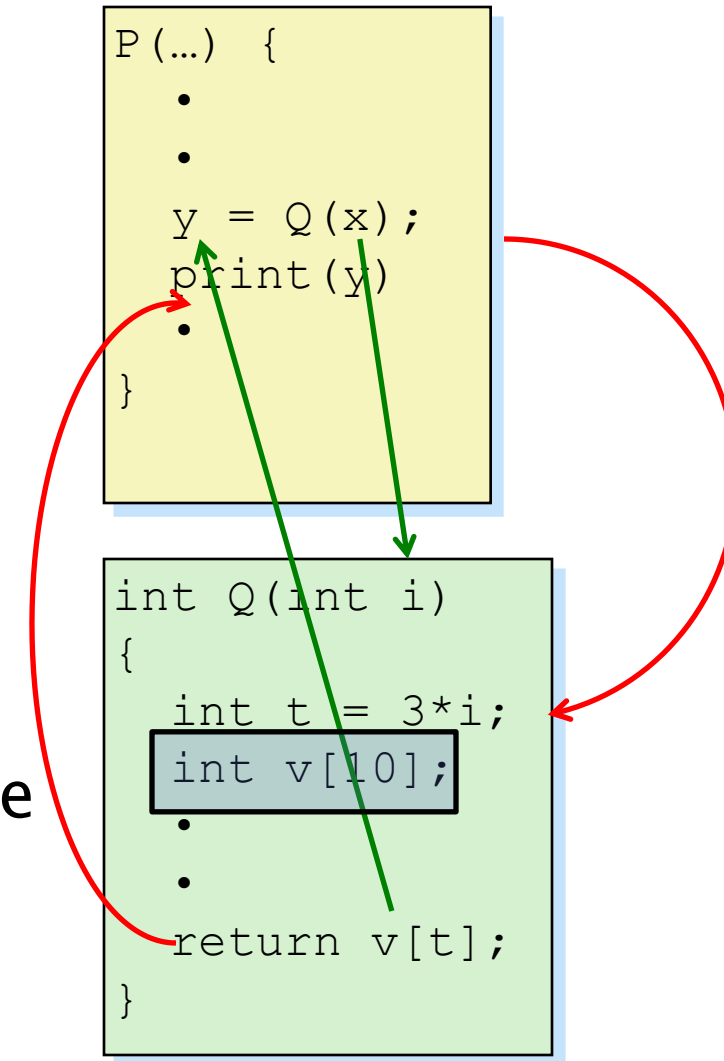 P(…) {
•
•
y = Q(x);
print(y)
•
}
int Q(int i)
{
int t = 3*i;
int v[10];
•
•
return v[t];
}
e